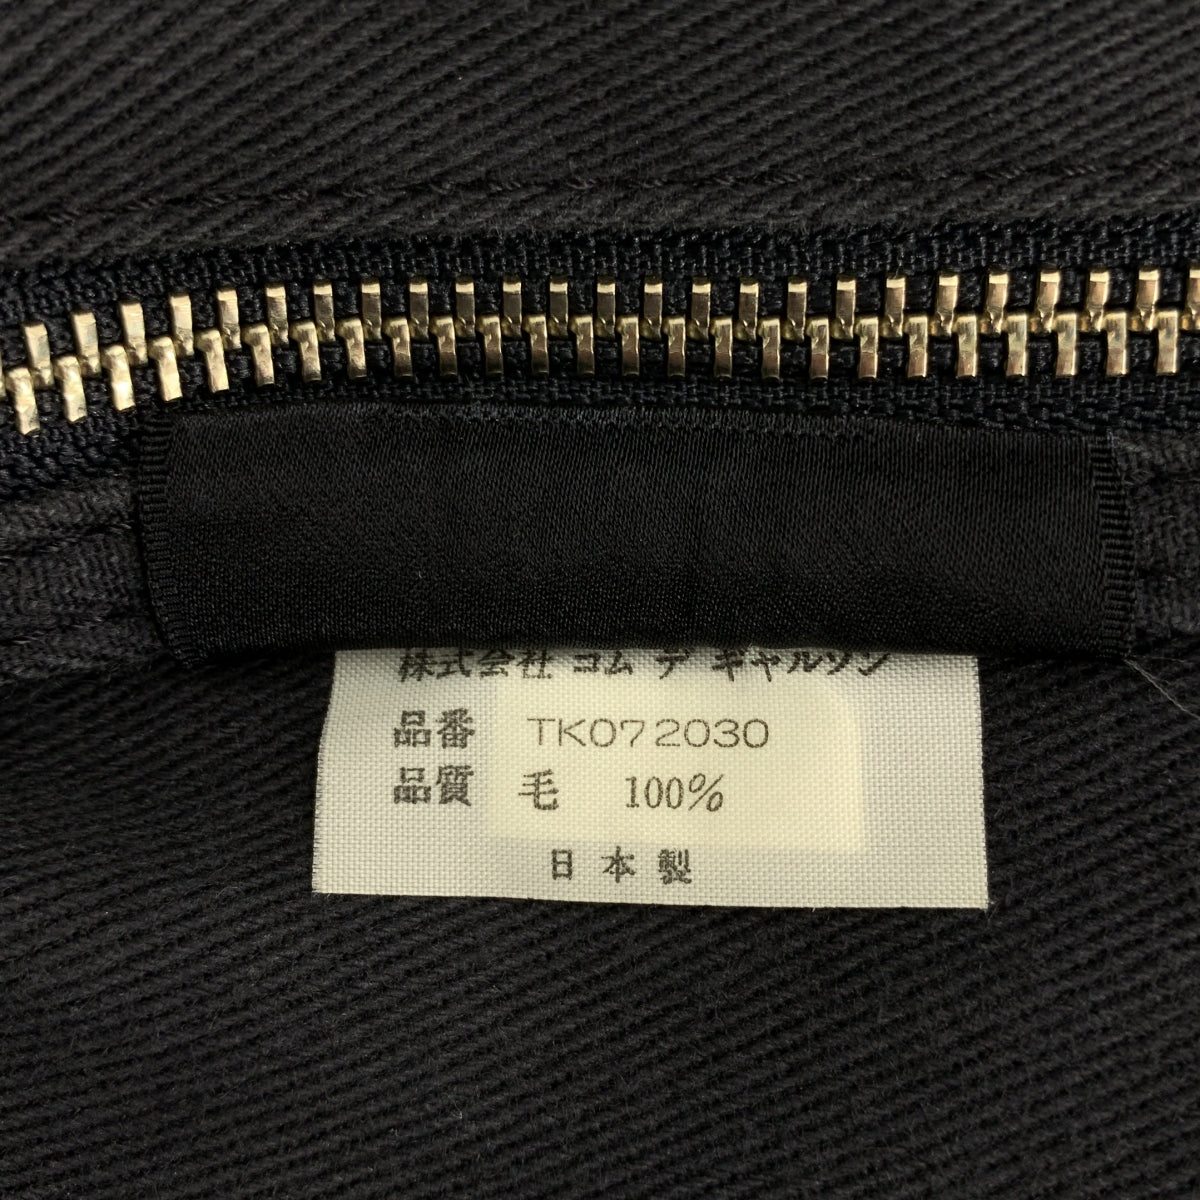 株式会社 コム デ ギャルソン
品番 TK072030
品質 毛 100%
日本製